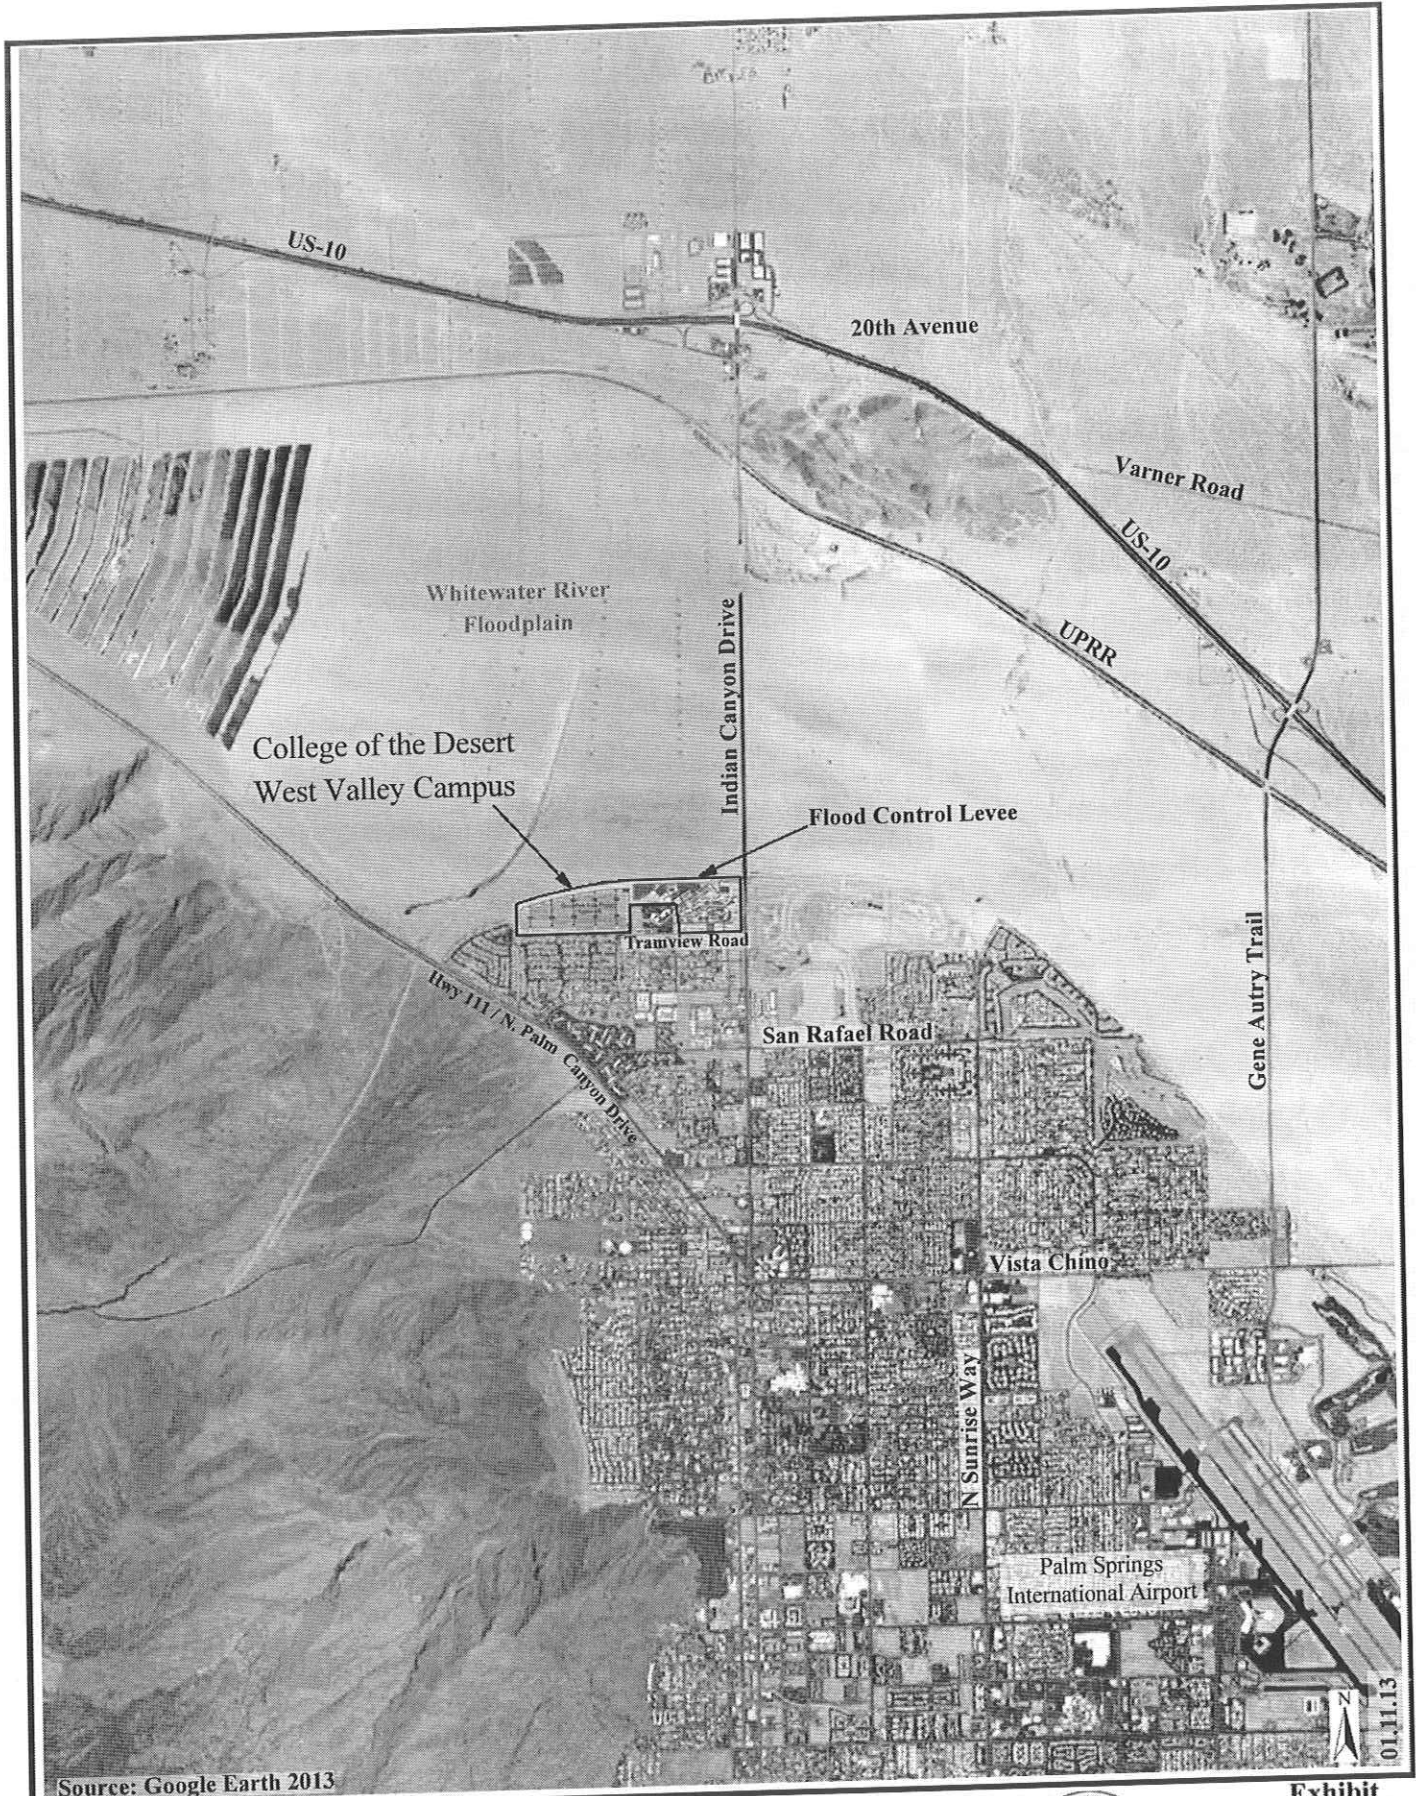 US-10
20th Avenue
Varner Road
US-10
Whitewater River
Floodplain
Indian Canyon Drive
UPRR
College of the Desert
West Valley Campus
Flood Control Levee
Tramview Road
Hwy 111 / N. Palm Canyon Drive
San Rafael Road
Gene Autry Trail
Vista Chino
N Sunrise Way
Palm Springs
International Airport
N
01.11.13
Source: Google Earth 2013
Exhibit